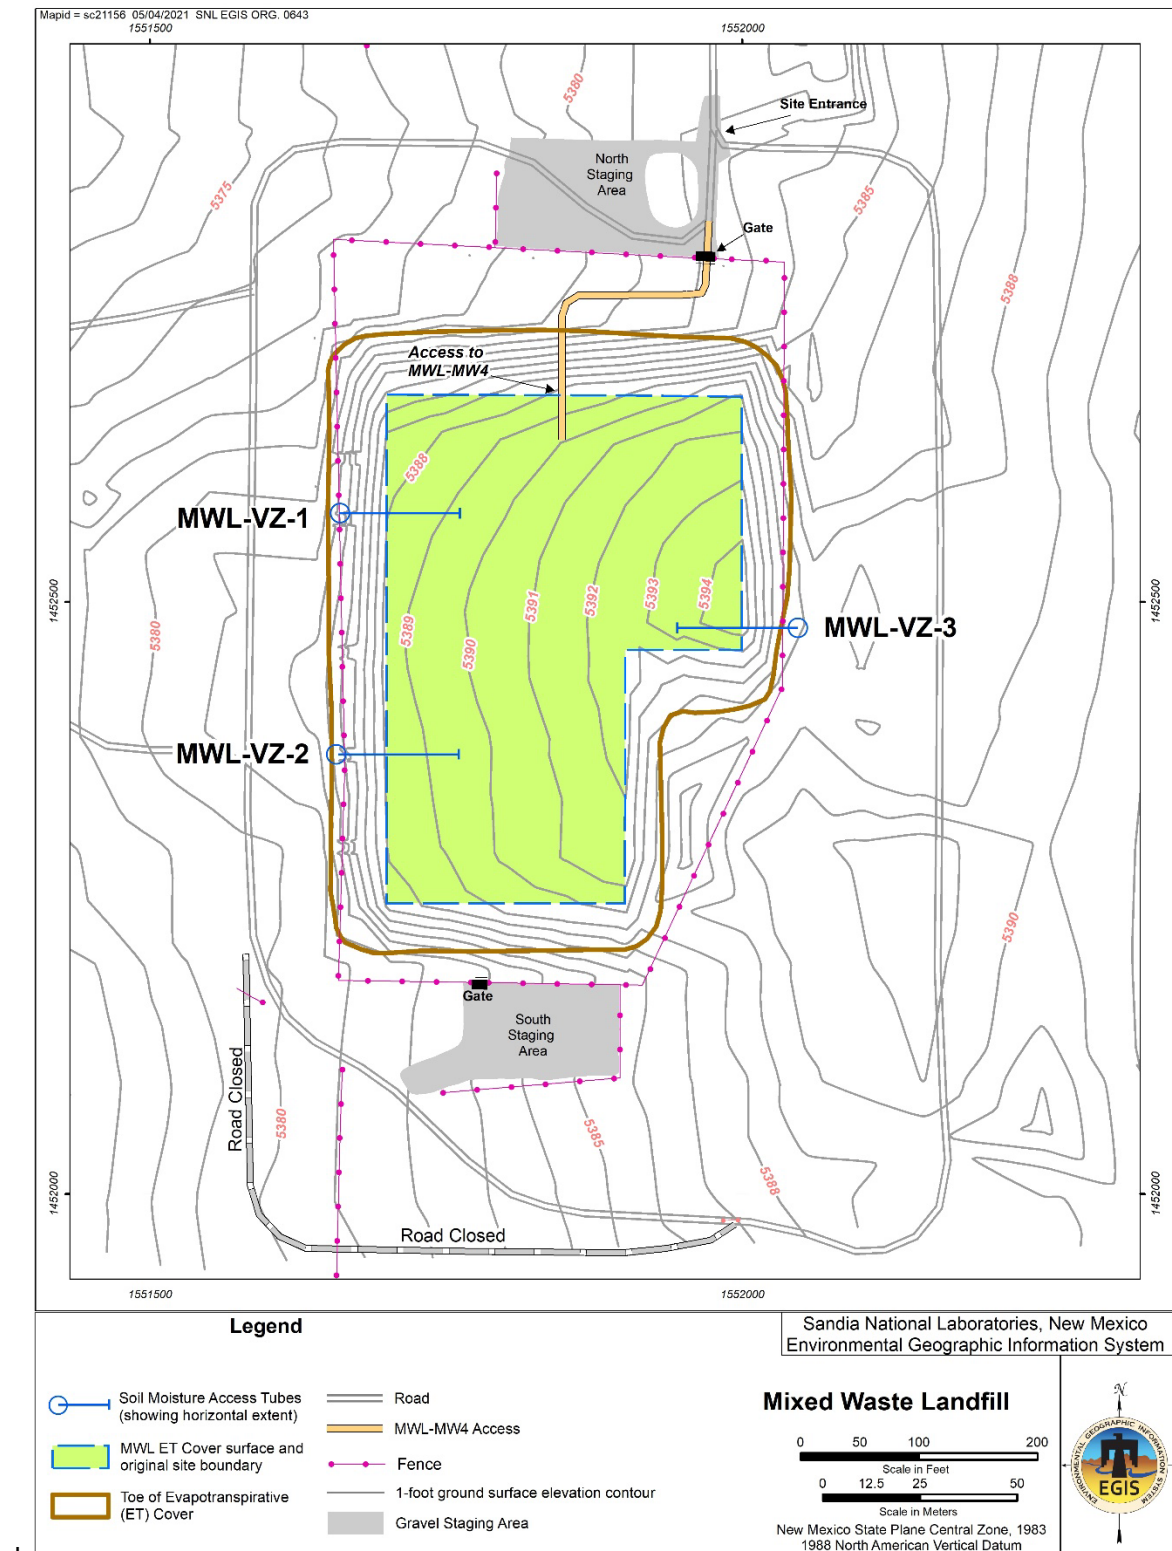 Mapid = sc21156 05/04/2021 SNL EGIS ORG. 0643
1551500
1552000
5380
Site Entrance
North
Staging
Area
5375
5385
Gate
5388
Access to
MWL-MW4
5388
MWL-VZ-1
1452500
1452500
5394
5393
5392
5391
5389
5390
5380
MWL-VZ-3
MWL-VZ-2
5390
Gate
South
Staging
Area
Road Closed
5380
5385
5388
1452000
1452000
Road Closed
1551500
1552000
Legend
Soil Moisture Access Tubes
(showing horizontal extent)
MWL ET Cover surface and
original site boundary
Toe of Evapotranspirative
(ET) Cover
Road
MWL-MW4 Access
Fence
1-foot ground surface elevation contour
Gravel Staging Area
Sandia National Laboratories, New Mexico
Environmental Geographic Information System
Mixed Waste Landfill
0 50 100 200
Scale in Feet
0 12.5 25 50
Scale in Meters
New Mexico State Plane Central Zone, 1983
1988 North American Vertical Datum
N
ENVIRONMENTAL GEOGRAPHIC INFORMATION SYSTEM
EGIS